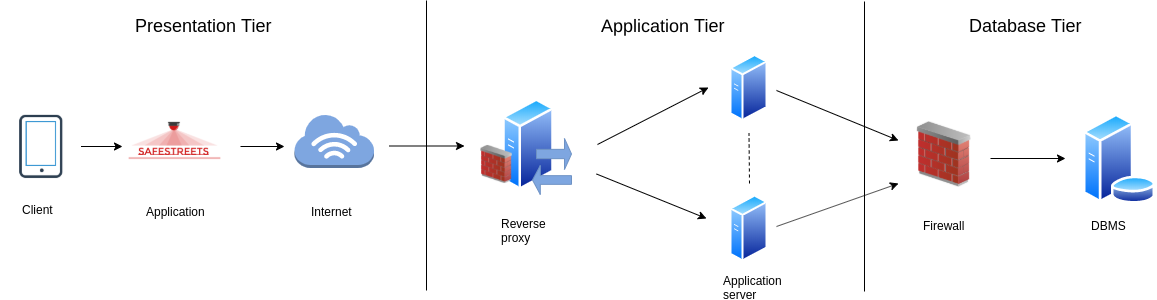 Presentation Tier
Application Tier
Database Tier
SAFESTREETS
Client
Application
Internet
Reverse
proxy
Application
server
Firewall
DBMS